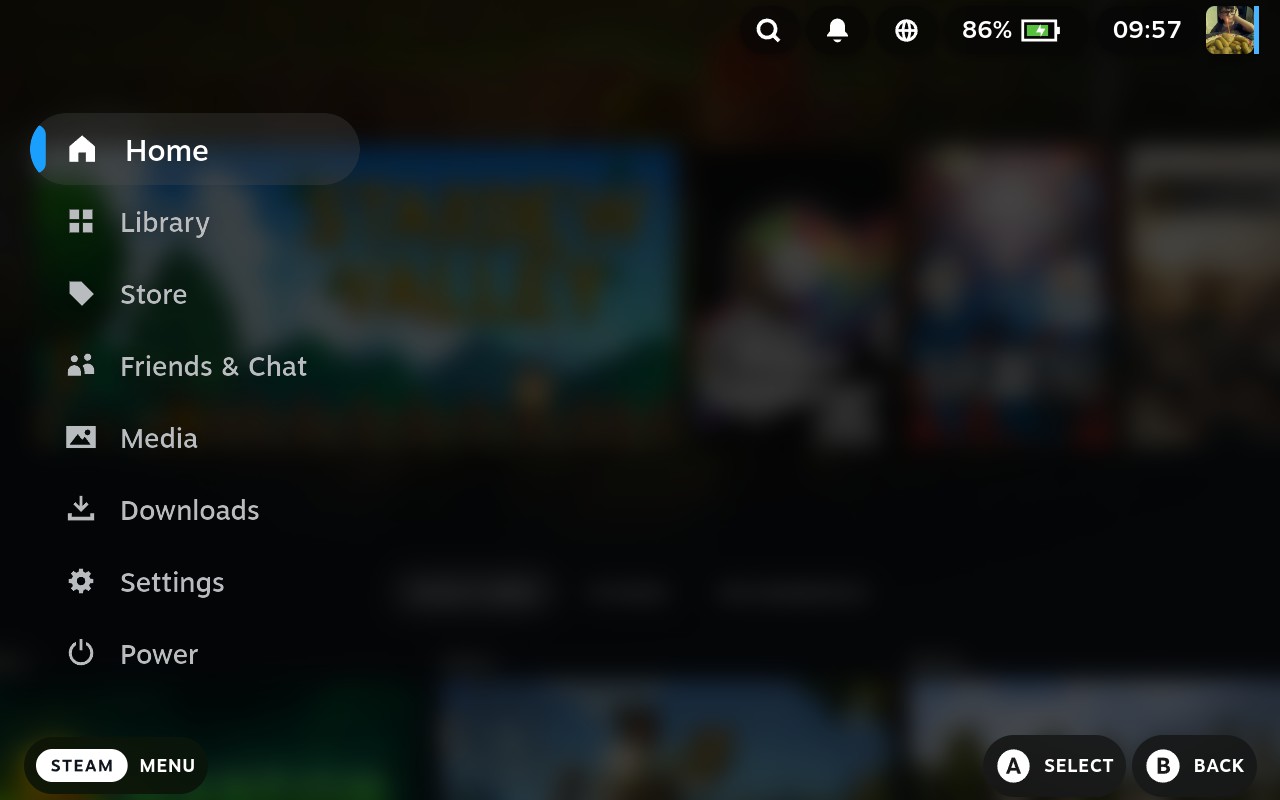 86%
09:57
Home
Library
Store
Friends & Chat
Media
Downloads
Settings
Power
STEAM MENU
A SELECT
B BACK